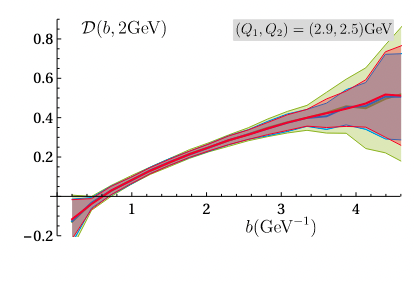 𝒟(b, 2GeV)
(Q₁, Q₂) = (2.9, 2.5)GeV
0.8
0.6
0.4
0.2
−0.2
1 2 3 4
b(GeV⁻¹)